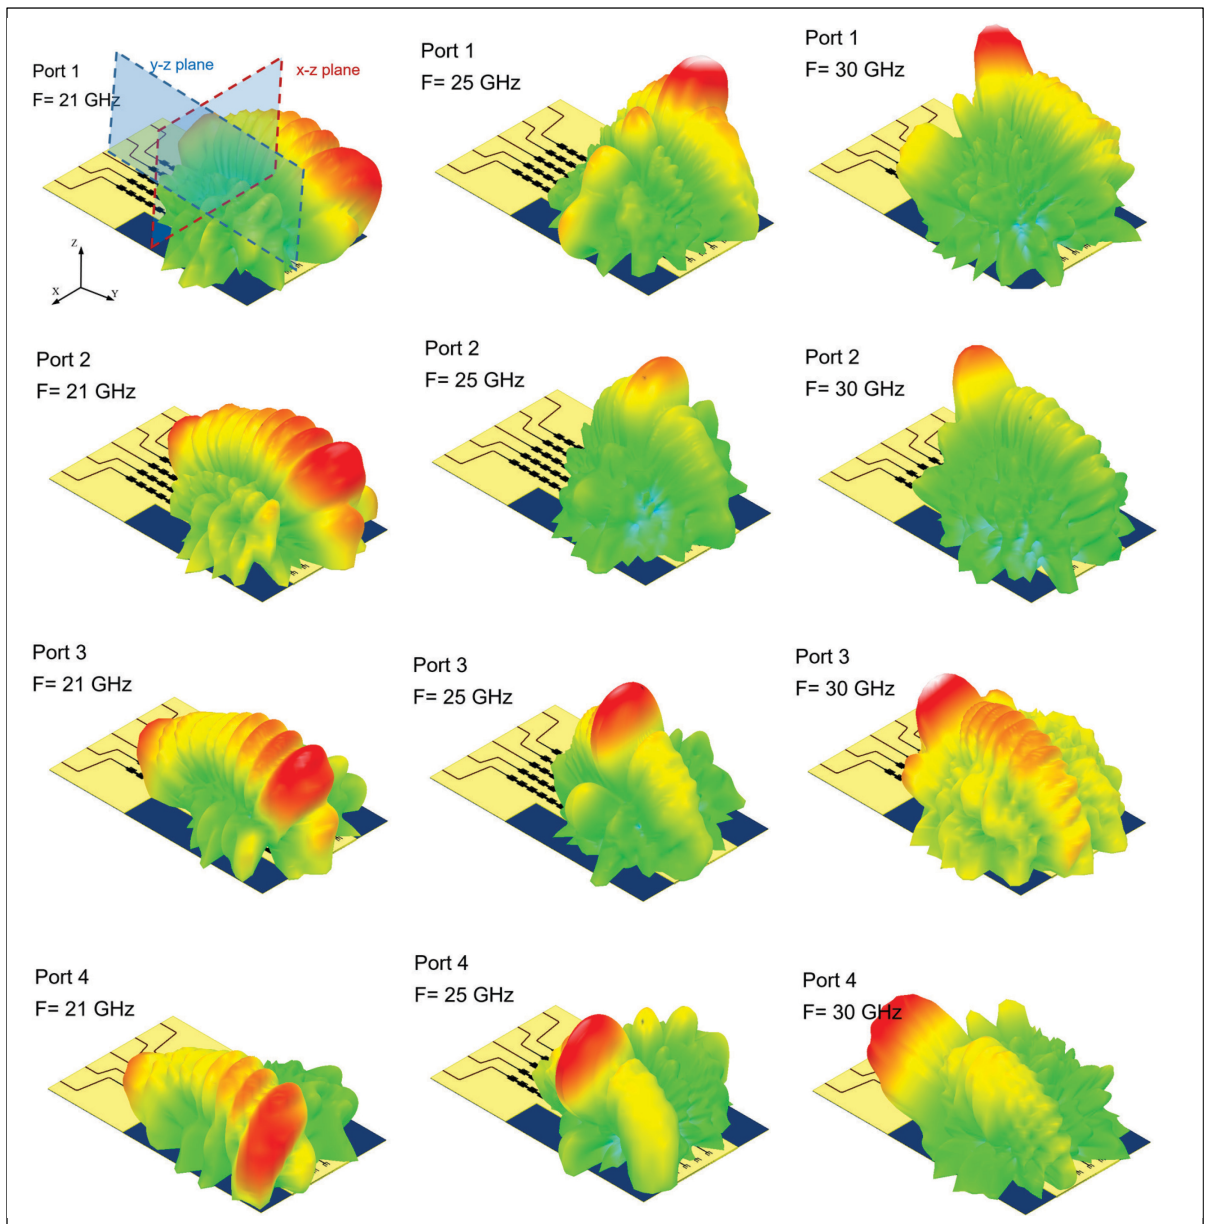 Port 1
F= 21 GHz
y-z plane
x-z plane
Z
X
Y
Port 1
F= 25 GHz
Port 1
F= 30 GHz
Port 2
F= 21 GHz
Port 2
F= 25 GHz
Port 2
F= 30 GHz
Port 3
F= 21 GHz
Port 3
F= 25 GHz
Port 3
F= 30 GHz
Port 4
F= 21 GHz
Port 4
F= 25 GHz
Port 4
F= 30 GHz